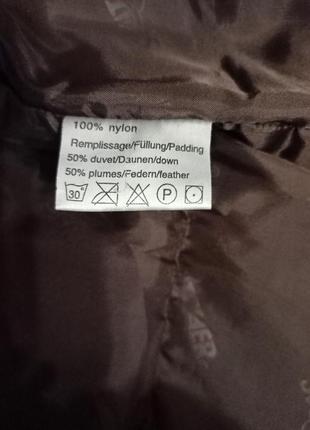 100% nylon
Remplissage/Füllung/Padding
50% duvet/Daunen/down
50% plumes/Federn/feather
30° P